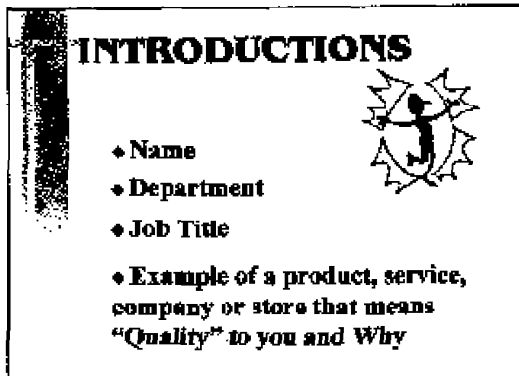 INTRODUCTIONS
◆ Name
◆ Department
◆ Job Title
◆ Example of a product, service,
company or store that means
“Quality” to you and Why